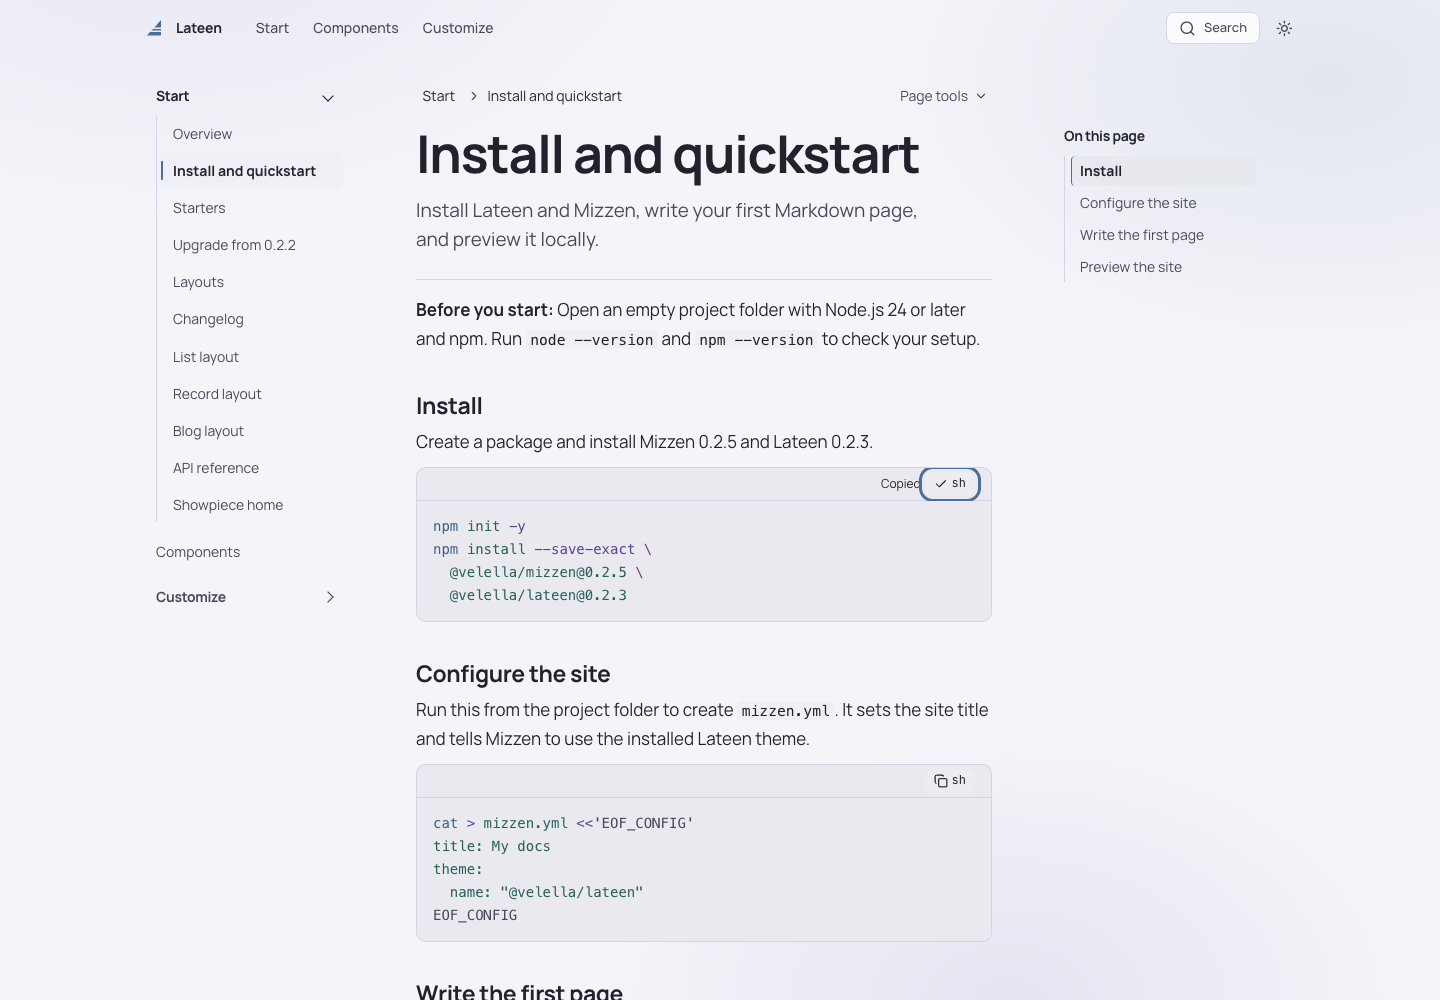 Lateen
Start
Components
Customize
Search
Start
Overview
Install and quickstart
Starters
Upgrade from 0.2.2
Layouts
Changelog
List layout
Record layout
Blog layout
API reference
Showpiece home
Components
Customize
Start > Install and quickstart
Page tools
Install and quickstart
Install Lateen and Mizzen, write your first Markdown page,
and preview it locally.
Before you start: Open an empty project folder with Node.js 24 or later
and npm. Run node --version and npm --version to check your setup.
Install
Create a package and install Mizzen 0.2.5 and Lateen 0.2.3.
Copied sh
npm init -y
npm install --save-exact \
  @velella/mizzen@0.2.5 \
  @velella/lateen@0.2.3
Configure the site
Run this from the project folder to create mizzen.yml. It sets the site title
and tells Mizzen to use the installed Lateen theme.
sh
cat > mizzen.yml <<'EOF_CONFIG'
title: My docs
theme:
  name: "@velella/lateen"
EOF_CONFIG
Write the first page
On this page
Install
Configure the site
Write the first page
Preview the site